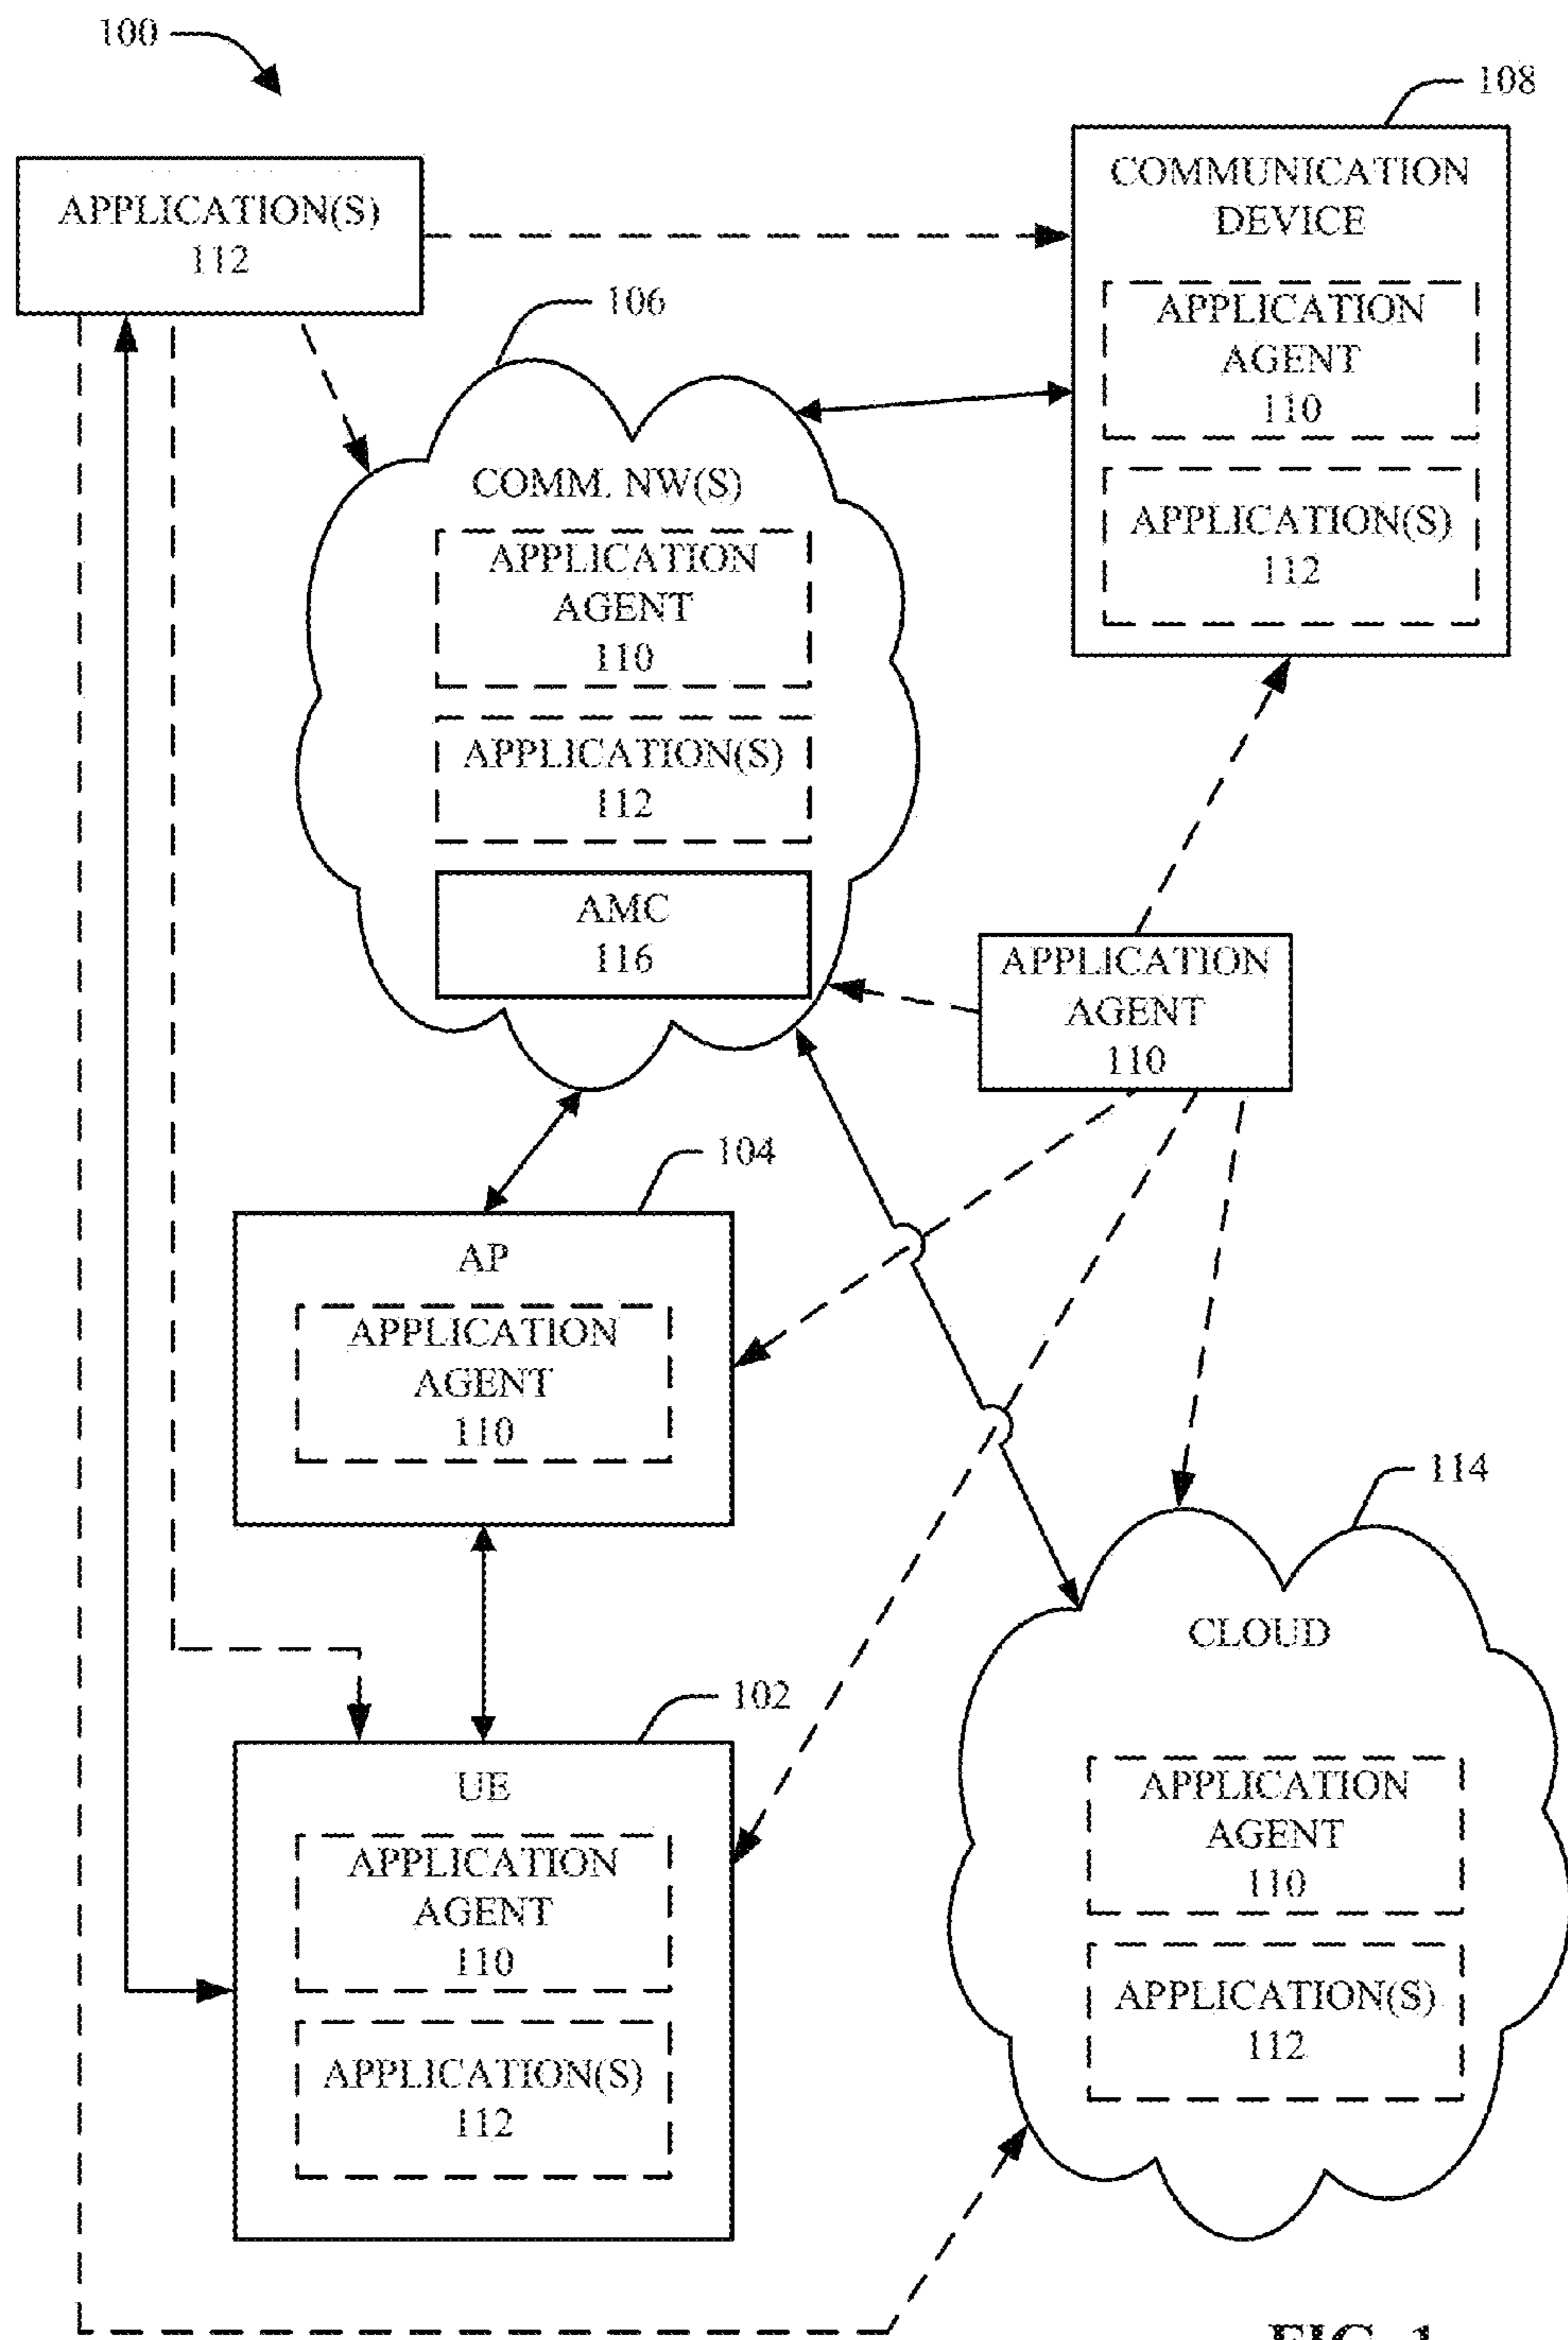 100
108
APPLICATION(S)
112
COMMUNICATION
DEVICE
APPLICATION
AGENT
110
APPLICATION(S)
112
106
COMM. NW(S)
APPLICATION
AGENT
110
APPLICATION(S)
112
AMC
116
APPLICATION
AGENT
110
104
AP
APPLICATION
AGENT
110
114
CLOUD
APPLICATION
AGENT
110
APPLICATION(S)
112
102
UE
APPLICATION
AGENT
110
APPLICATION(S)
112
FIG. 1